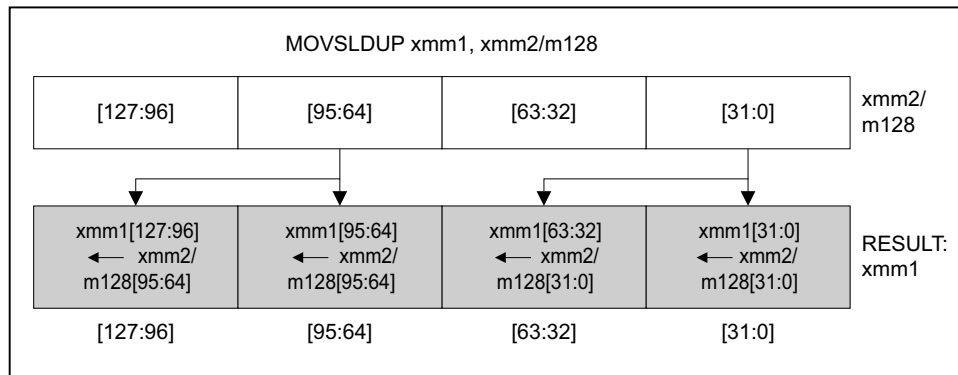 MOVSLDUP xmm1, xmm2/m128
[127:96] [95:64] [63:32] [31:0]
xmm2/
m128
xmm1[127:96] xmm1[95:64] xmm1[63:32] xmm1[31:0]
← xmm2/ ← xmm2/ ← xmm2/ ← xmm2/
m128[95:64] m128[95:64] m128[31:0] m128[31:0]
RESULT:
xmm1
[127:96] [95:64] [63:32] [31:0]